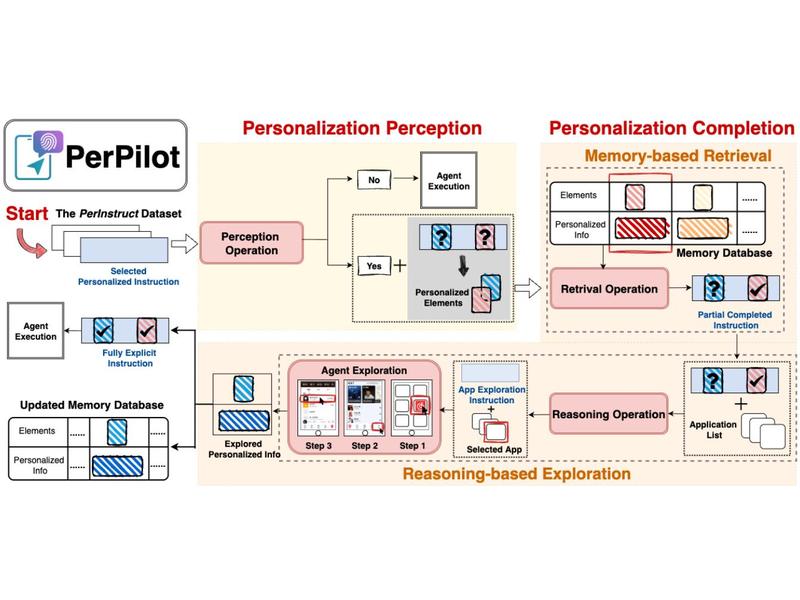 PerPilot
Personalization Perception
Personalization Completion
Start
The PerInstruct Dataset
Selected
Personalized Instruction
Perception
Operation
No
Agent
Execution
Yes
+
?
?
Personalized
Elements
Memory-based Retrieval
Elements
......
Personalized
Info
......
Memory Database
Retrival Operation
?
✓
Partial Completed
Instruction
?
✓
+
Application
List
Reasoning Operation
App Exploration
Instruction
+
Selected App
Agent Exploration
Step 3
Step 2
Step 1
Reasoning-based Exploration
Explored
Personalized Info
Agent
Execution
✓
✓
Fully Explicit
Instruction
Updated Memory Database
Elements
......
......
Personalized
Info
......
......